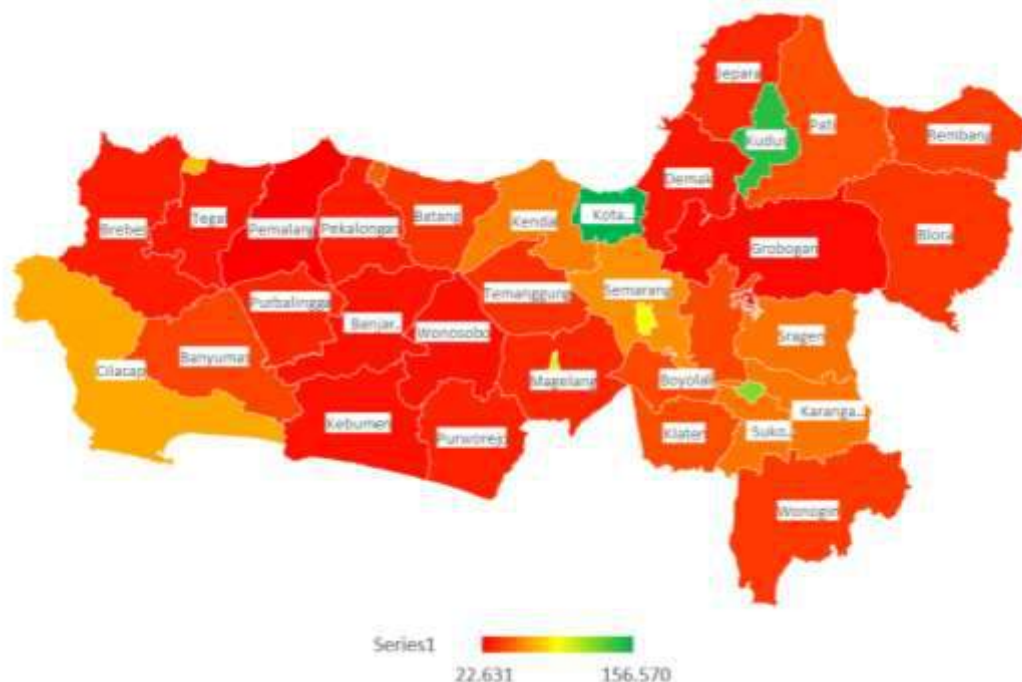 Jepara
Kudus
Pati
Rembang
Demak
Brebes
Tegal
Pemalang
Pekalongan
Batang
Kendal
Kota...
Grobogan
Blora
Purbalingga
Banjar...
Wonosobo
Temanggung
Semarang
Sragen
Cilacap
Banyumas
Magelang
Boyolali
Karanga...
Kebumen
Purworejo
Klaten
Suko...
Wonogiri
Series1
22.631
156.570